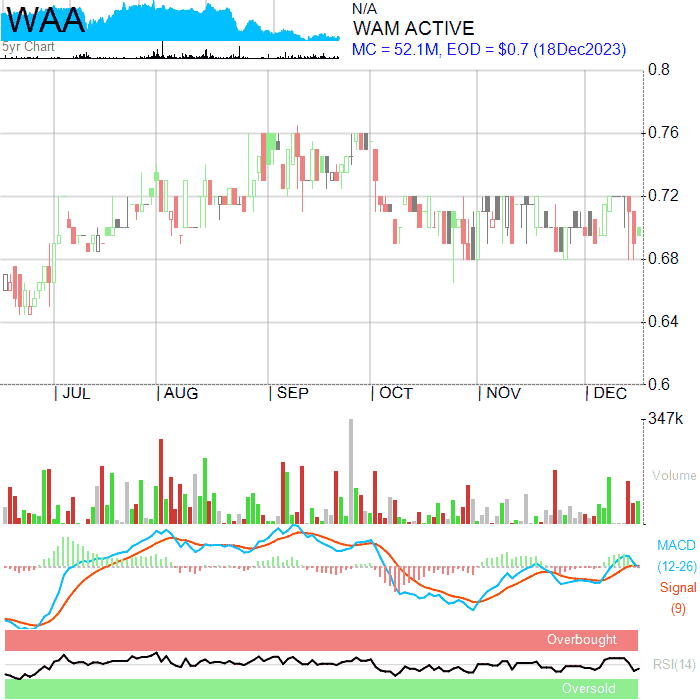 WAA
5yr Chart
N/A
WAM ACTIVE
MC = 52.1M, EOD = $0.7 (18Dec2023)
0.8
0.76
0.72
0.68
0.64
0.6
JUL AUG SEP OCT NOV DEC
347k
Volume
MACD
(12-26)
Signal
(9)
Overbought
RSI(14)
Oversold